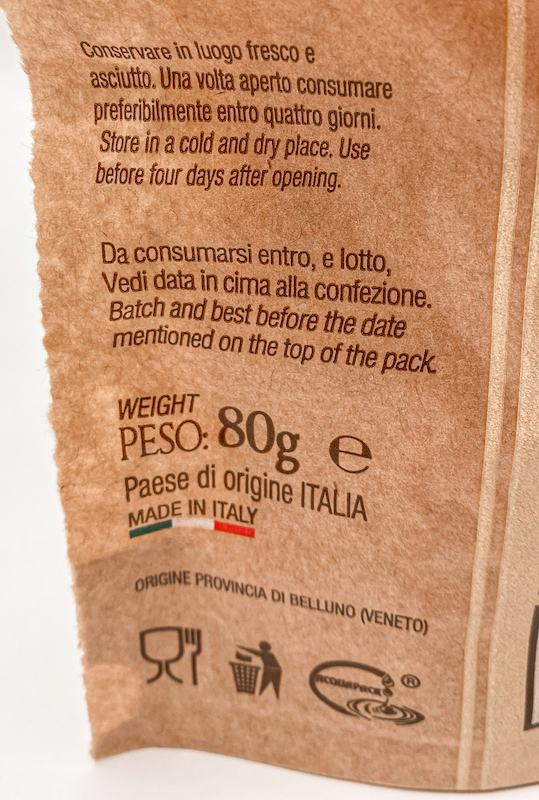 Conservare in luogo fresco e
asciutto. Una volta aperto consumare
preferibilmente entro quattro giorni.
Store in a cold and dry place. Use
before four days after opening.
Da consumarsi entro, e lotto,
Vedi data in cima alla confezione.
Batch and best before the date
mentioned on the top of the pack.
WEIGHT
PESO: 80g ℮
Paese di origine ITALIA
MADE IN ITALY
ORIGINE PROVINCIA DI BELLUNO (VENETO)
ACQUAPACK ®